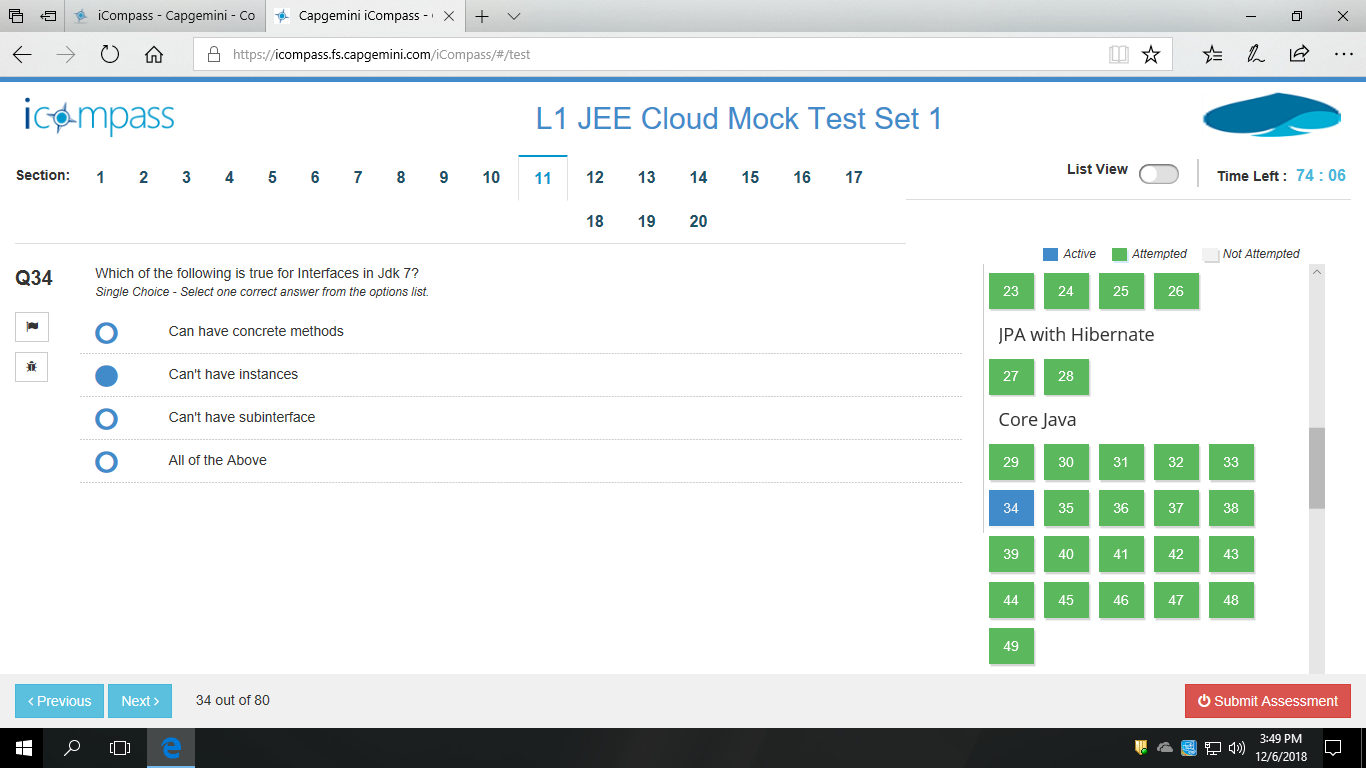 iCompass - Capgemini - Co
Capgemini iCompass -
https://icompass.fs.capgemini.com/iCompass/#/test
icompass
L1 JEE Cloud Mock Test Set 1
Section: 1 2 3 4 5 6 7 8 9 10 11 12 13 14 15 16 17
18 19 20
List View
Time Left : 74 : 06
Active Attempted Not Attempted
Q34
Which of the following is true for Interfaces in Jdk 7?
Single Choice - Select one correct answer from the options list.
Can have concrete methods
Can't have instances
Can't have subinterface
All of the Above
23 24 25 26
JPA with Hibernate
27 28
Core Java
29 30 31 32 33
34 35 36 37 38
39 40 41 42 43
44 45 46 47 48
49
Previous
Next
34 out of 80
Submit Assessment
3:49 PM
12/6/2018